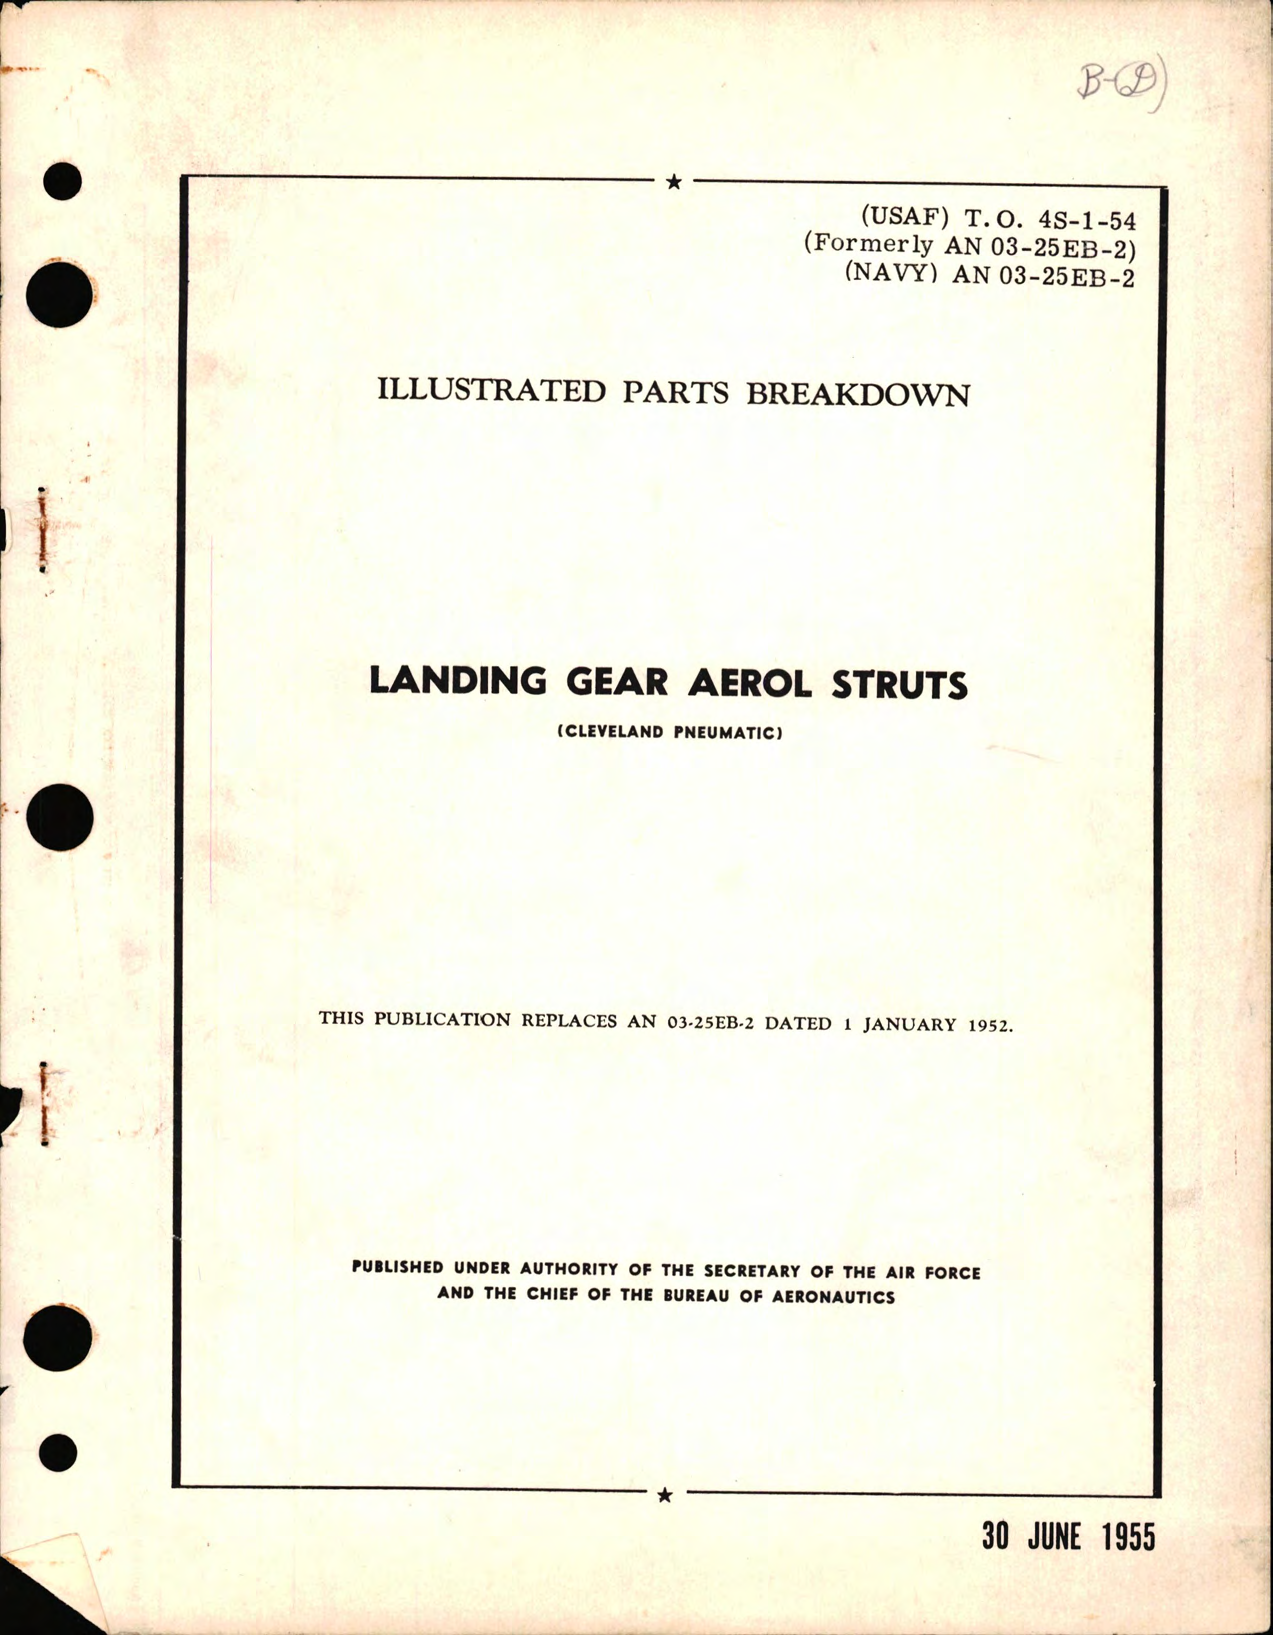 B-(D)
(USAF) T.O. 4S-1-54
(Formerly AN 03-25EB-2)
(NAVY) AN 03-25EB-2
ILLUSTRATED PARTS BREAKDOWN
LANDING GEAR AEROL STRUTS
(CLEVELAND PNEUMATIC)
THIS PUBLICATION REPLACES AN 03-25EB-2 DATED 1 JANUARY 1952.
PUBLISHED UNDER AUTHORITY OF THE SECRETARY OF THE AIR FORCE
AND THE CHIEF OF THE BUREAU OF AERONAUTICS
30 JUNE 1955